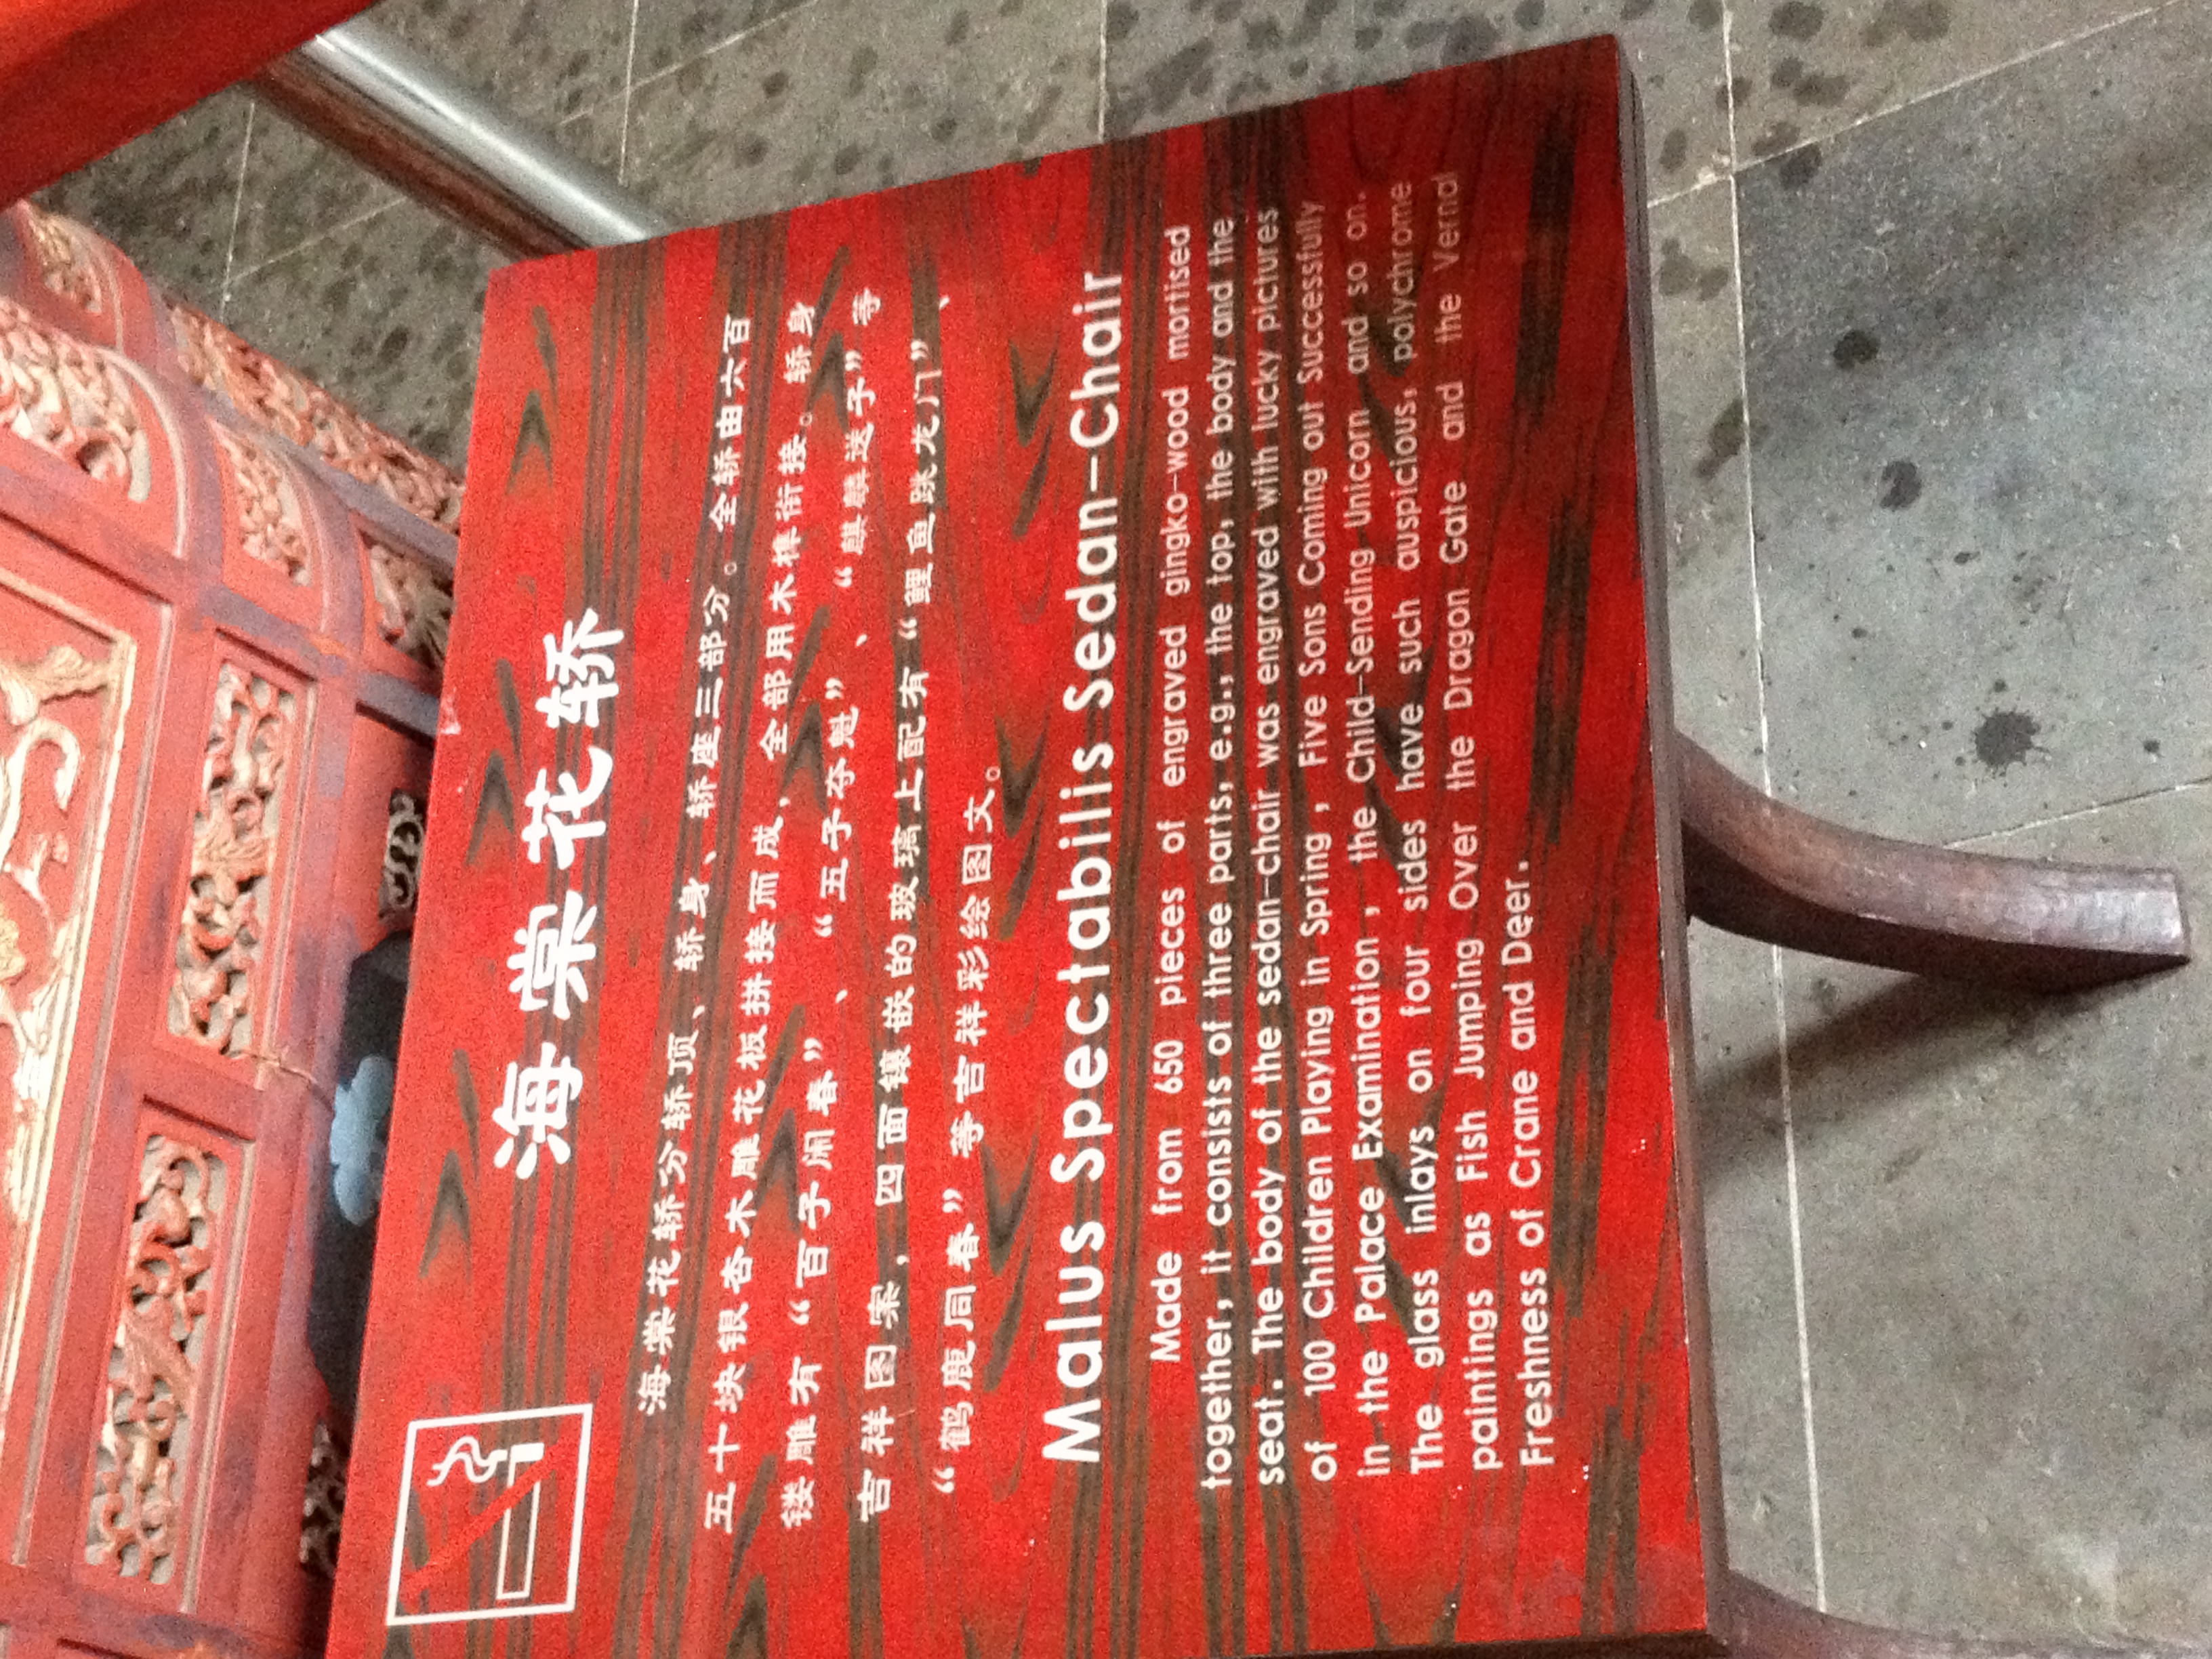 海棠花轿
海棠花轿分轿顶、轿身、轿座三部分。全轿由六百
五十块银杏木雕花板拼接而成，全部用木榫衔接。轿身
镂雕有“百子闹春”、“五子夺魁”、“麒麟送子”等
吉祥图案，四面镶嵌的玻璃上配有“鲤鱼跳龙门”、
“鹤鹿同春”等吉祥彩绘图文。
Malus Spectabilis Sedan-Chair
Made from 650 pieces of engraved gingko-wood mortised
together, it consists of three parts, e.g., the top, the body and the
seat. The body of the sedan-chair was engraved with lucky pictures
of 100 Children Playing in Spring, Five Sons Coming out Successfully
in the Palace Examination, the Child-Sending Unicorn and so on.
The glass inlays on four sides have such auspicious, polychrome
paintings as Fish Jumping Over the Dragon Gate and the Vernal
Freshness of Crane and Deer.